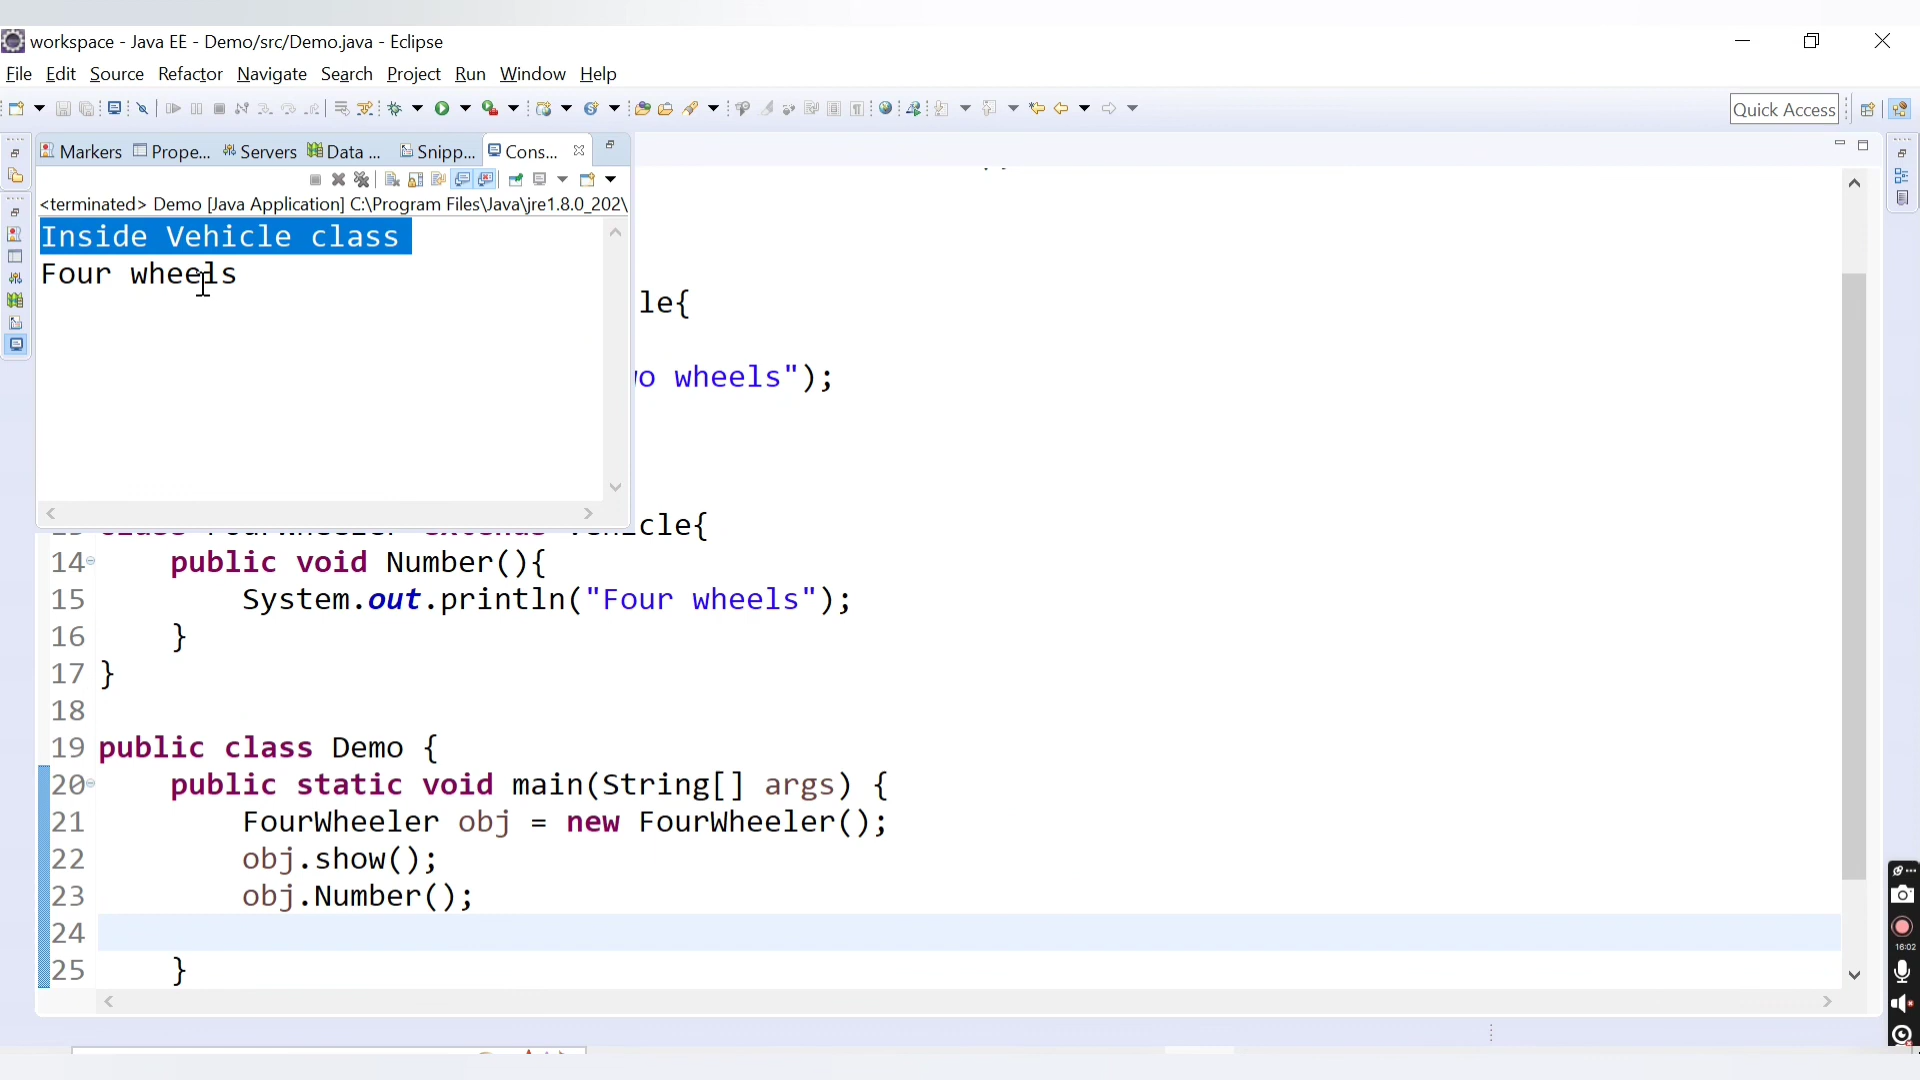 workspace - Java EE - Demo/src/Demo.java - Eclipse
File Edit Source Refactor Navigate Search Project Run Window Help
Quick Access
Markers Prope... Servers Data ... Snipp... Cons...
<terminated> Demo [Java Application] C:\Program Files\Java\jre1.8.0_202\
Inside Vehicle class
Four wheels
le{
o wheels");
cle{
14 public void Number(){
15 System.out.println("Four wheels");
16 }
17 }
18
19 public class Demo {
20 public static void main(String[] args) {
21 FourWheeler obj = new FourWheeler();
22 obj.show();
23 obj.Number();
24
25 }
16:02